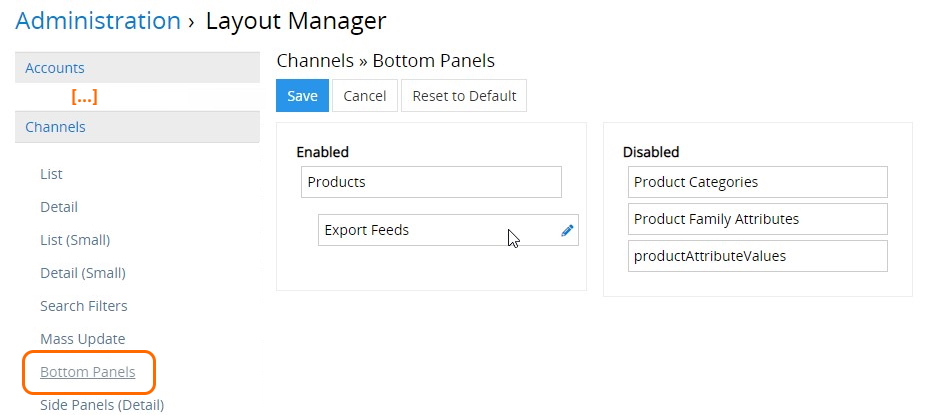 Administration › Layout Manager
Accounts
[...]
Channels
List
Detail
List (Small)
Detail (Small)
Search Filters
Mass Update
Bottom Panels
Side Panels (Detail)
Channels » Bottom Panels
Save Cancel Reset to Default
Enabled
Products
Export Feeds
Disabled
Product Categories
Product Family Attributes
productAttributeValues